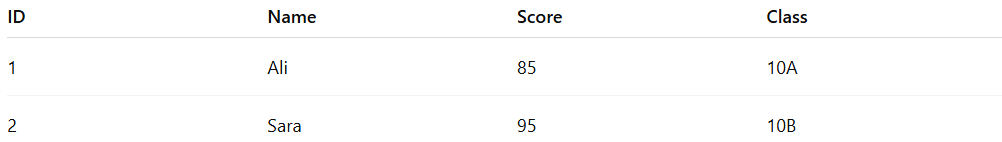 ID Name Score Class
1 Ali 85 10A
2 Sara 95 10B